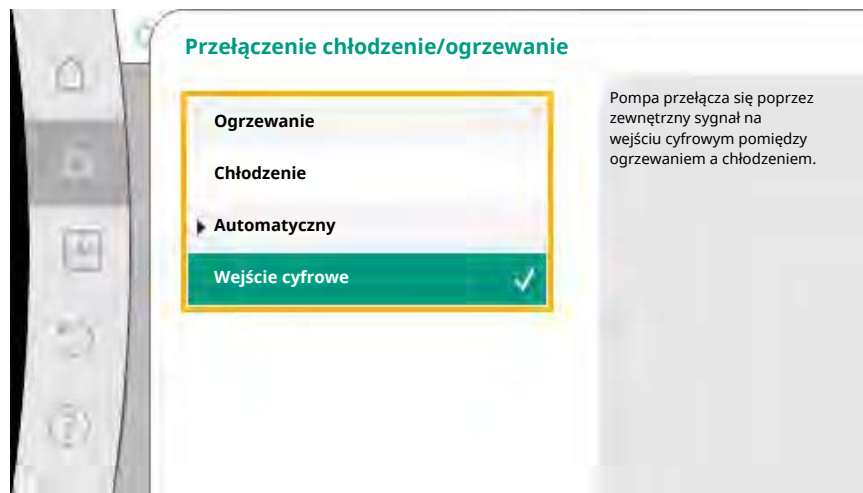 Przełączenie chłodzenie/ogrzewanie
Ogrzewanie
Chłodzenie
Automatyczny
Wejście cyfrowe
Pompa przełącza się poprzez
zewnętrzny sygnał na
wejściu cyfrowym pomiędzy
ogrzewaniem a chłodzeniem.